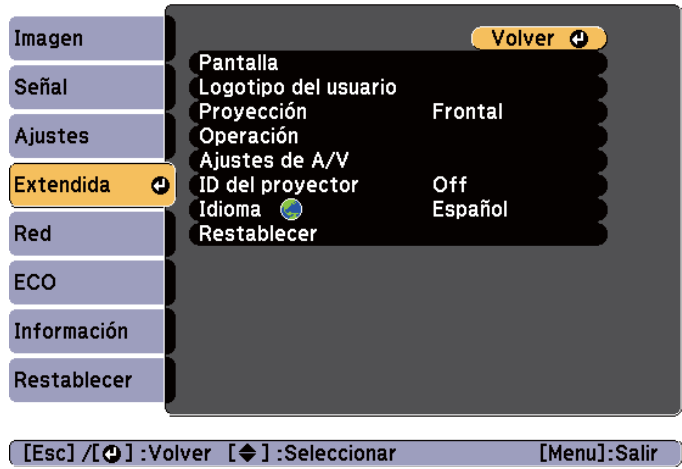 Imagen
Señal
Ajustes
Extendida
Red
ECO
Información
Restablecer
Volver
Pantalla
Logotipo del usuario
Proyección Frontal
Operación
Ajustes de A/V
ID del proyector Off
Idioma Español
Restablecer
[Esc] /[ ] :Volver [ ] :Seleccionar [Menu]:Salir